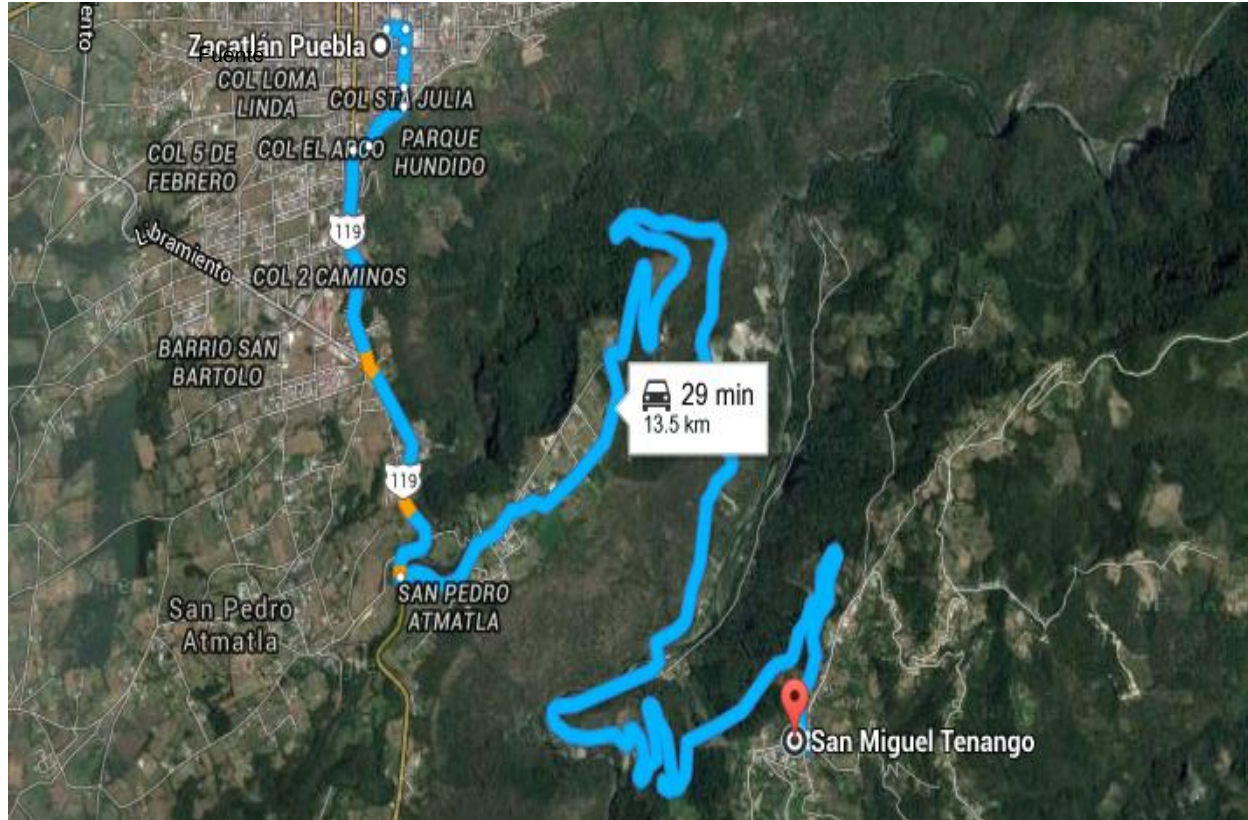 ento
Zacatlán Puebla
Fuente
COL LOMA
LINDA
COL STA JULIA
COL EL ARCO
PARQUE
HUNDIDO
COL 5 DE
FEBRERO
119
Libramiento
COL 2 CAMINOS
BARRIO SAN
BARTOLO
29 min
13.5 km
119
SAN PEDRO
ATMATLA
San Pedro
Atmatla
San Miguel Tenango